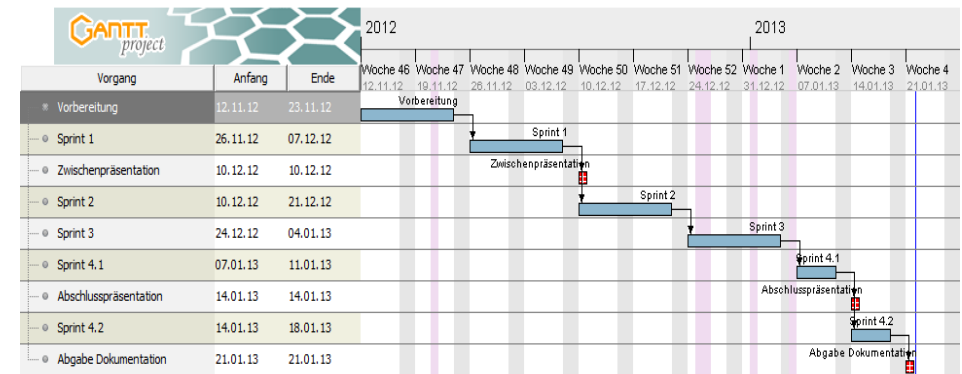 GANTT
project
2012 2013
Vorgang Anfang Ende
Woche 46 Woche 47 Woche 48 Woche 49 Woche 50 Woche 51 Woche 52 Woche 1 Woche 2 Woche 3 Woche 4
12.11.12 19.11.12 26.11.12 03.12.12 10.12.12 17.12.12 24.12.12 31.12.12 07.01.13 14.01.13 21.01.13
Vorbereitung 12.11.12 23.11.12 Vorbereitung
Sprint 1 26.11.12 07.12.12 Sprint 1
Zwischenpräsentation 10.12.12 10.12.12 Zwischenpräsentation
Sprint 2 10.12.12 21.12.12 Sprint 2
Sprint 3 24.12.12 04.01.13 Sprint 3
Sprint 4.1 07.01.13 11.01.13 Sprint 4.1
Abschlusspräsentation 14.01.13 14.01.13 Abschlusspräsentation
Sprint 4.2 14.01.13 18.01.13 Sprint 4.2
Abgabe Dokumentation 21.01.13 21.01.13 Abgabe Dokumentation